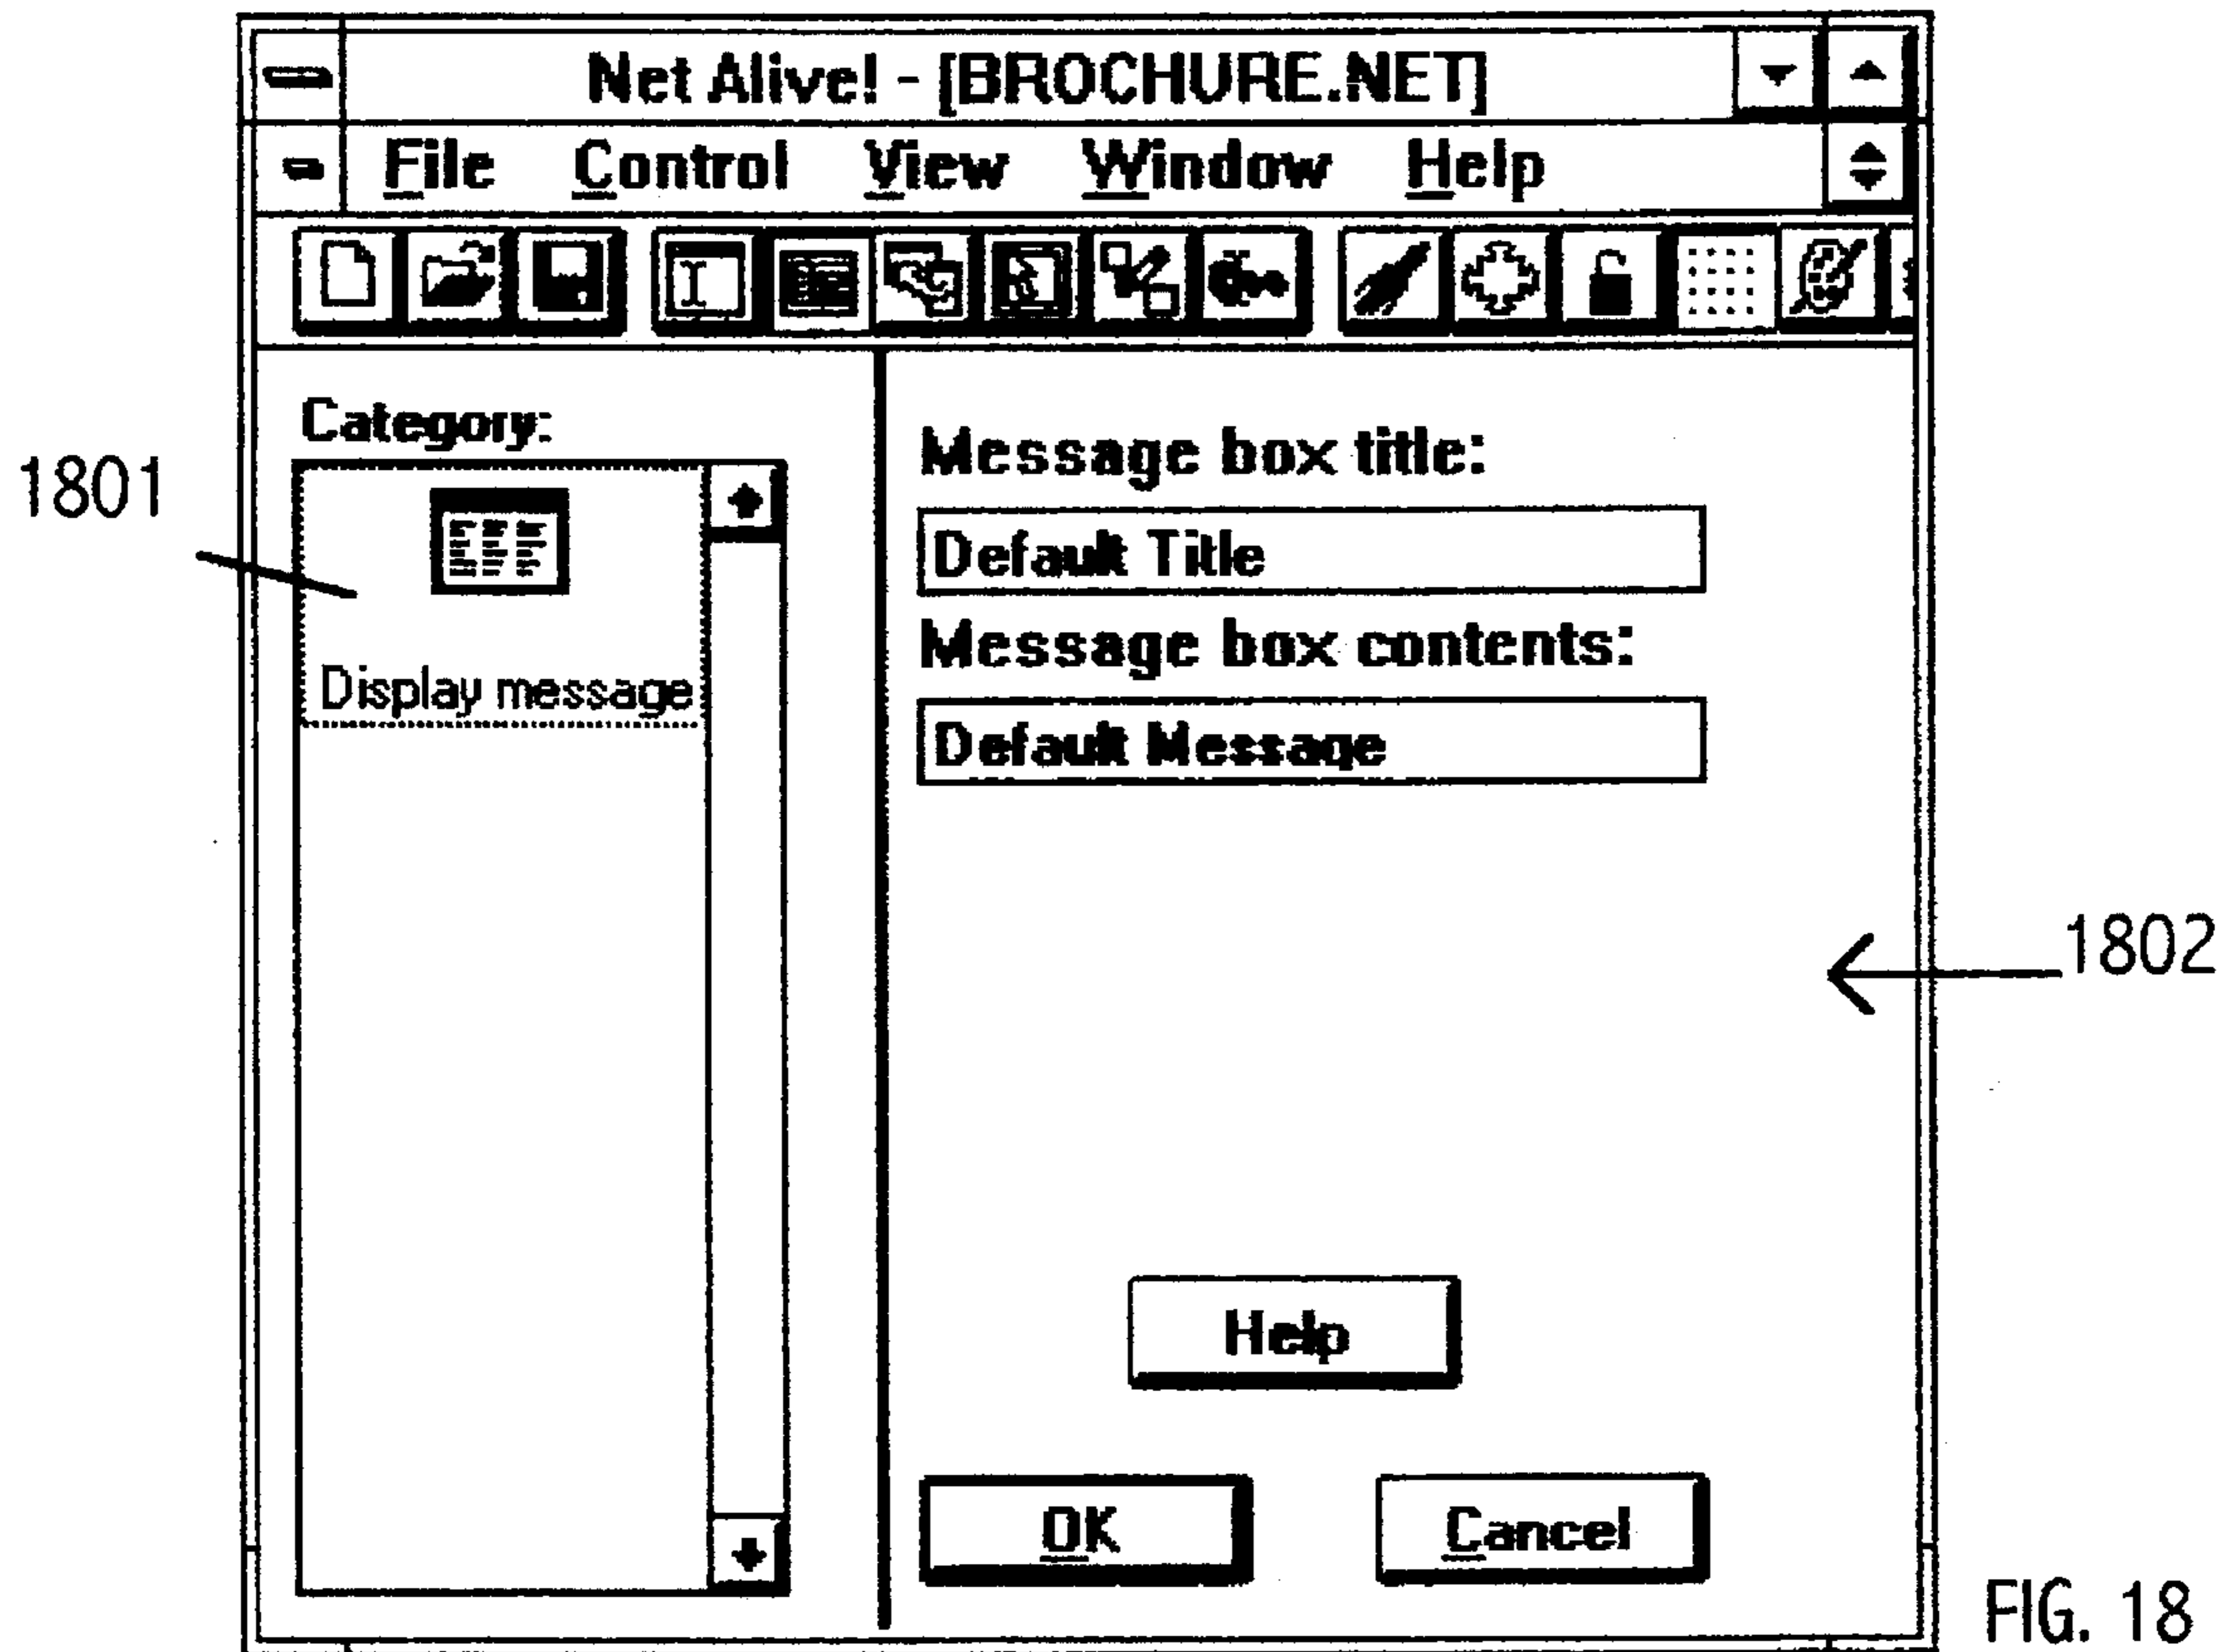 Net Alive! - [BROCHURE.NET]
File Control View Window Help
Category:
1801
Display message
Message box title:
Default Title
Message box contents:
Default Message
1802
Help
OK Cancel
FIG. 18